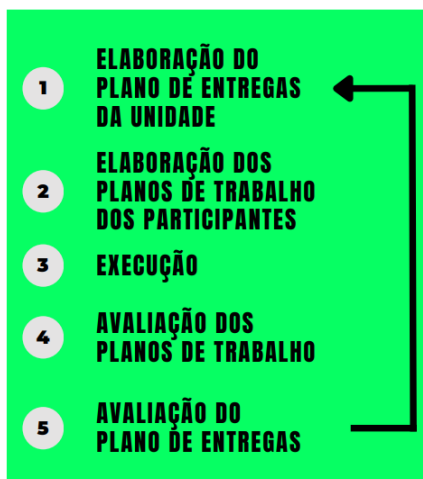 1
ELABORAÇÃO DO
PLANO DE ENTREGAS
DA UNIDADE
2
ELABORAÇÃO DOS
PLANOS DE TRABALHO
DOS PARTICIPANTES
3
EXECUÇÃO
4
AVALIAÇÃO DOS
PLANOS DE TRABALHO
5
AVALIAÇÃO DO
PLANO DE ENTREGAS